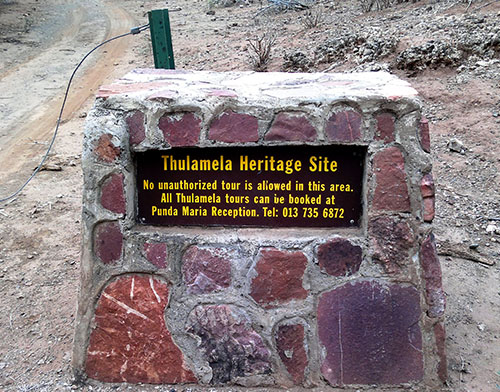 Thulamela Heritage Site
No unauthorized tour is allowed in this area.
All Thulamela tours can be booked at
Punda Maria Reception. Tel: 013 735 6872